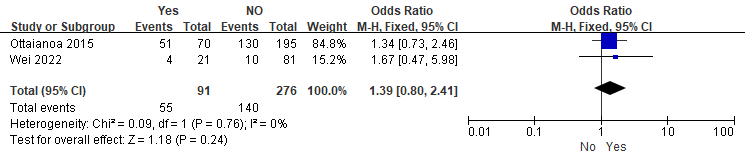 Yes NO Odds Ratio Odds Ratio
Study or Subgroup Events Total Events Total Weight M-H, Fixed, 95% CI M-H, Fixed, 95% CI
Ottaianoa 2015 51 70 130 195 84.8% 1.34 [0.73, 2.46]
Wei 2022 4 21 10 81 15.2% 1.67 [0.47, 5.98]
Total (95% CI) 91 276 100.0% 1.39 [0.80, 2.41]
Total events 55 140
Heterogeneity: Chi² = 0.09, df = 1 (P = 0.76); I² = 0%
Test for overall effect: Z = 1.18 (P = 0.24)
0.01 0.1 1 10 100
No Yes